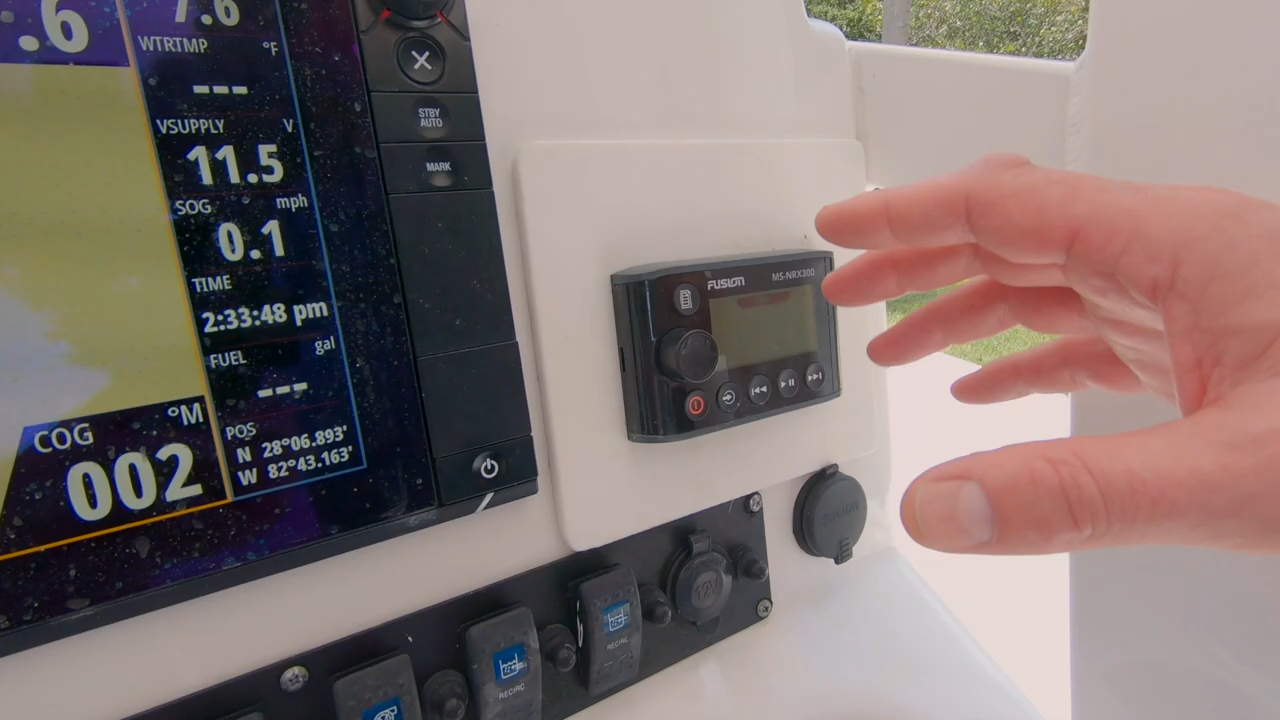 .6
7.6
WTRTMP °F
---
VSUPPLY V
11.5
SOG mph
0.1
TIME
2:33:48 pm
FUEL gal
---
POS
N 28°06.893'
W 82°43.163'
COG °M
002
STBY
AUTO
MARK
FUSION MS-NRX300
12V
RECIRC
RECIRC